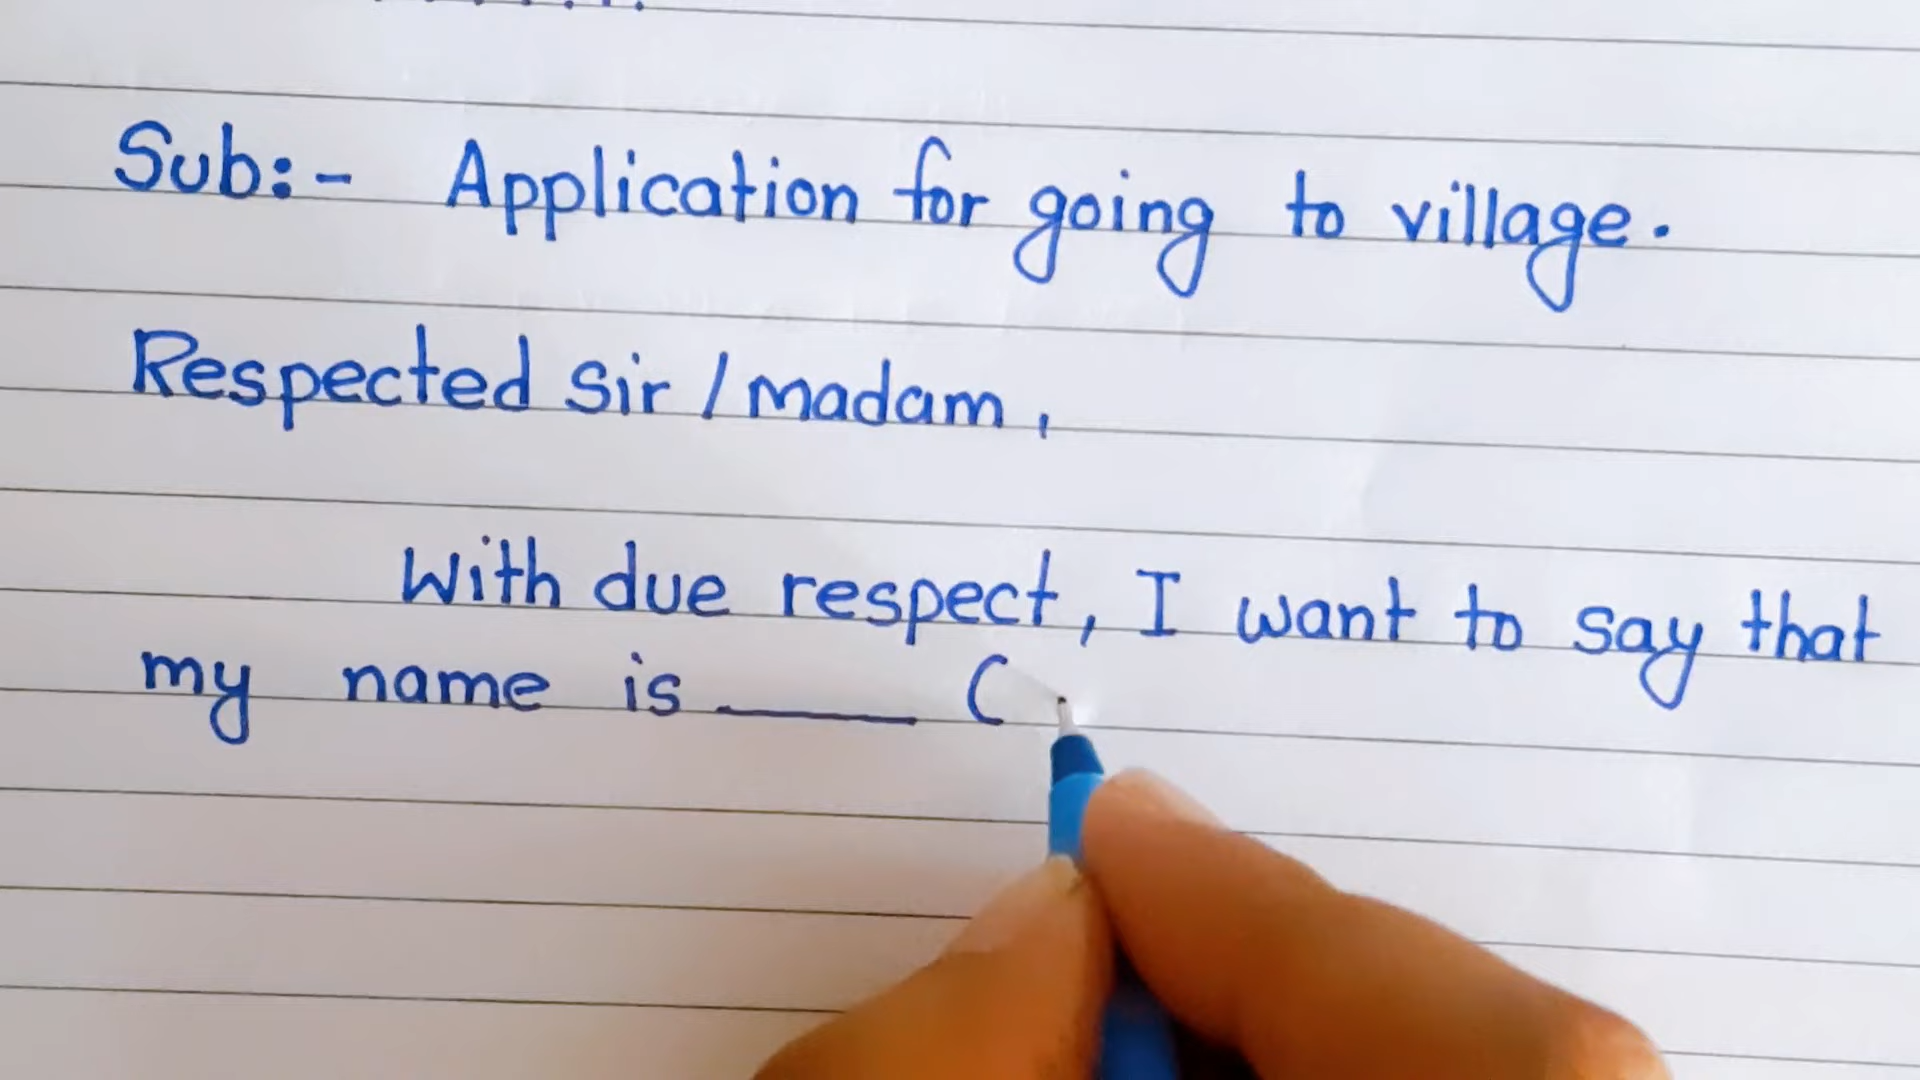 Sub:- Application for going to village.
Respected sir / madam,
With due respect, I want to say that
my name is ____ (